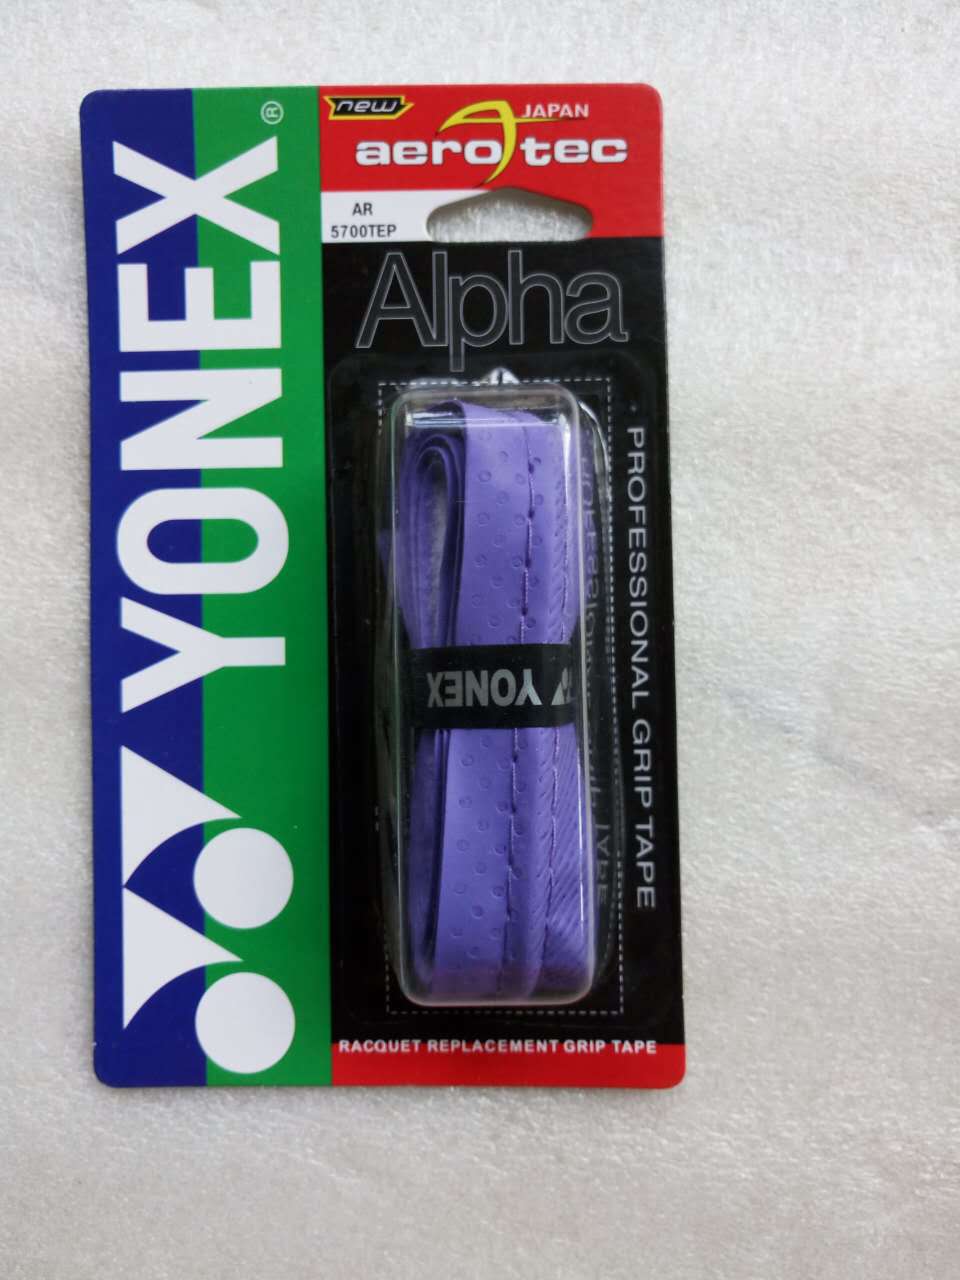 YONEX®
new
JAPAN
aerotec
AR
5700TEP
Alpha
PROFESSIONAL GRIP TAPE
YONEX
RACQUET REPLACEMENT GRIP TAPE